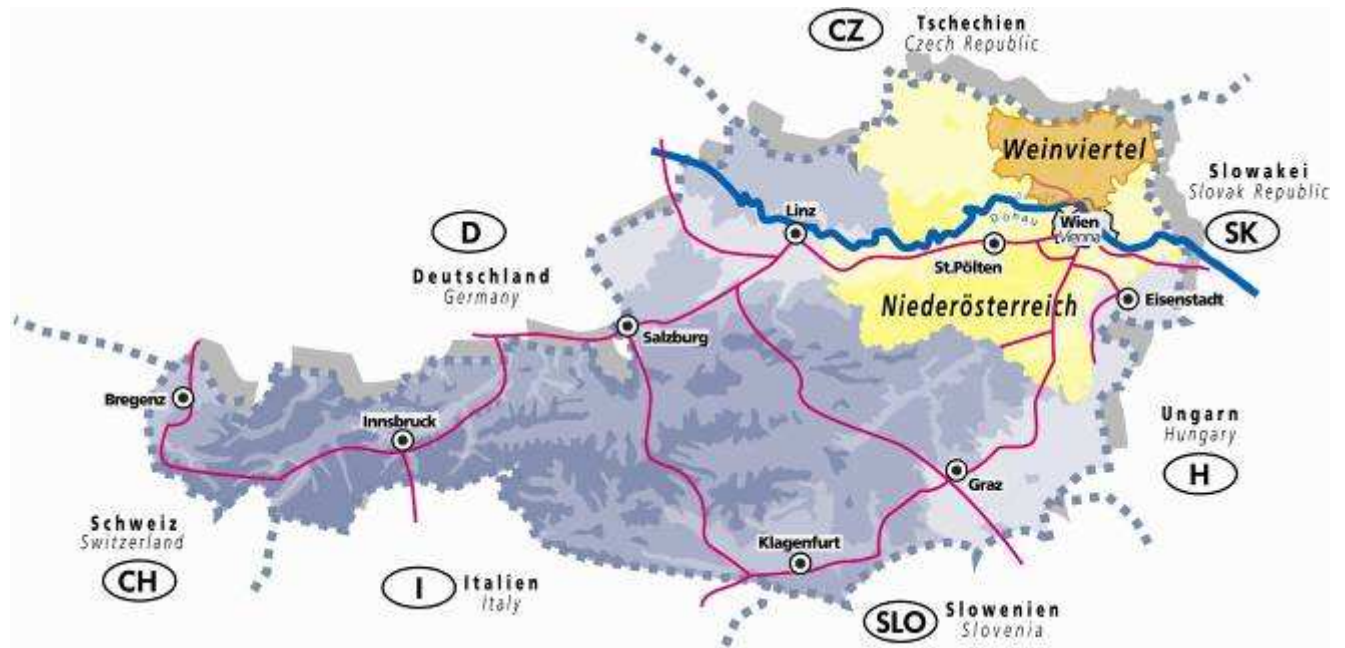 CZ
Tschechien
Czech Republic
Weinviertel
Slowakei
Slovak Republic
SK
D
Deutschland
Germany
Linz
Donau
Wien
Vienna
St.Pölten
Niederösterreich
Eisenstadt
Salzburg
Bregenz
Innsbruck
Ungarn
Hungary
H
Graz
Schweiz
Switzerland
CH
Klagenfurt
I
Italien
Italy
SLO
Slowenien
Slovenia